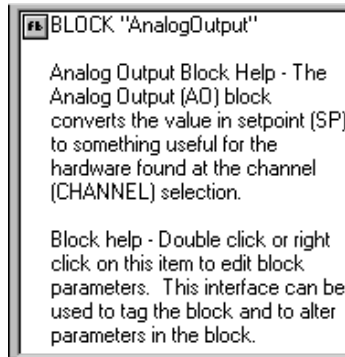 fb BLOCK "AnalogOutput"
Analog Output Block Help - The
Analog Output (AO) block
converts the value in setpoint (SP)
to something useful for the
hardware found at the channel
(CHANNEL) selection.
Block help - Double click or right
click on this item to edit block
parameters. This interface can be
used to tag the block and to alter
parameters in the block.